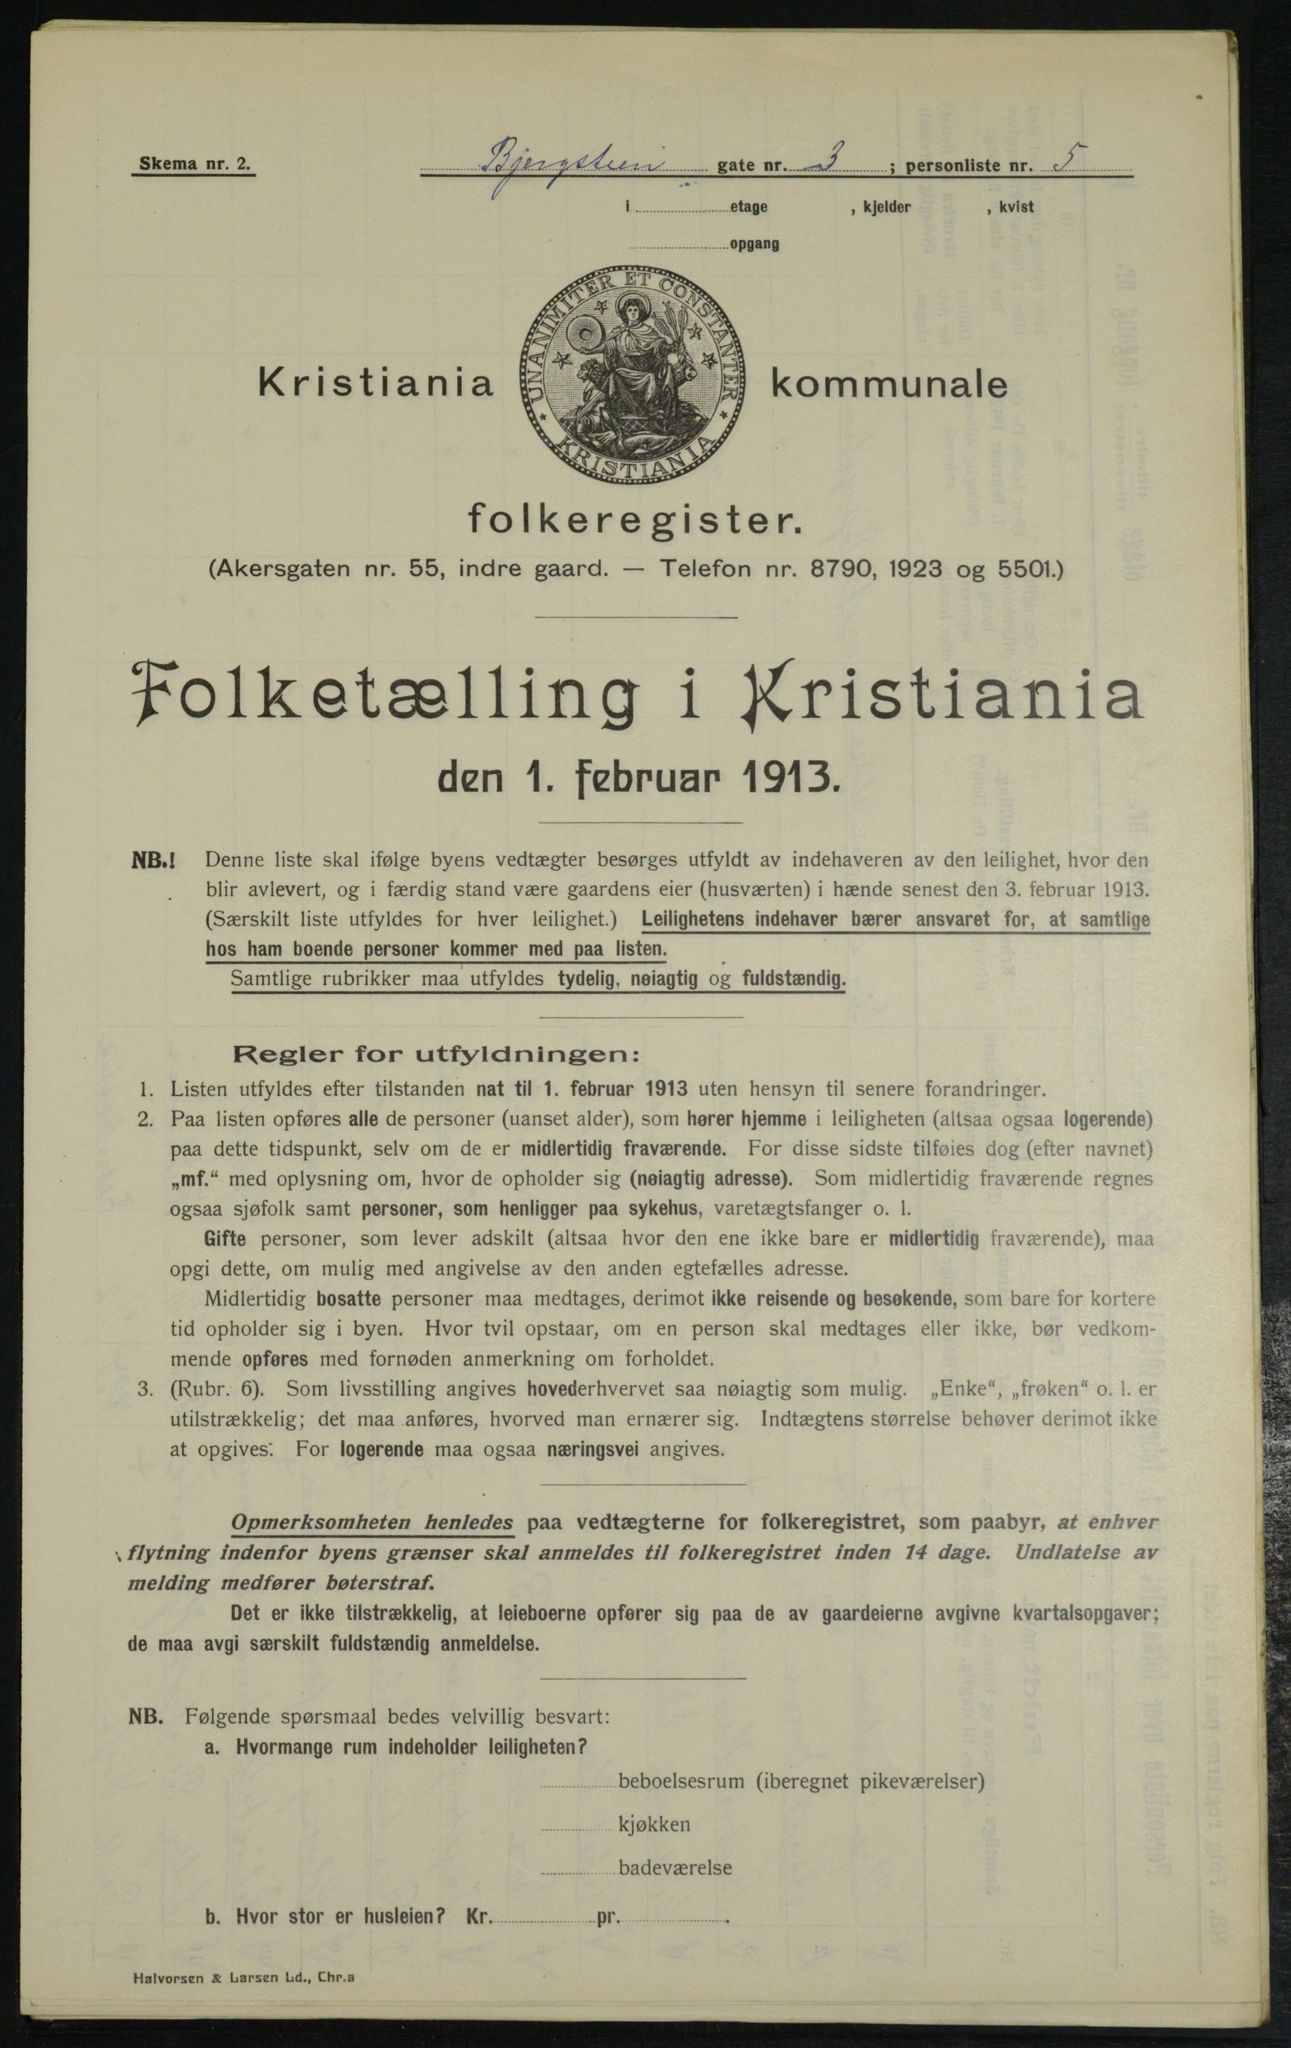 Skema nr. 2.
Bjergstien gate nr. 3 ; personliste nr. 5
i etage , kjelder , kvist
opgang
UNANIMITER ET CONSTANTER
KRISTIANIA
Kristiania kommunale
folkeregister.
(Akersgaten nr. 55, indre gaard. — Telefon nr. 8790, 1923 og 5501.)
Folketælling i Kristiania
den 1. februar 1913.
NB.! Denne liste skal ifølge byens vedtægter besørges utfyldt av indehaveren av den leilighet, hvor den
blir avlevert, og i færdig stand være gaardens eier (husværten) i hænde senest den 3. februar 1913.
(Særskilt liste utfyldes for hver leilighet.) Leilighetens indehaver bærer ansvaret for, at samtlige
hos ham boende personer kommer med paa listen.
Samtlige rubrikker maa utfyldes tydelig, nøiagtig og fuldstændig.
Regler for utfyldningen:
1. Listen utfyldes efter tilstanden nat til 1. februar 1913 uten hensyn til senere forandringer.
2. Paa listen opføres alle de personer (uanset alder), som hører hjemme i leiligheten (altsaa ogsaa logerende)
paa dette tidspunkt, selv om de er midlertidig fraværende. For disse sidste tilføies dog (efter navnet)
„mf.“ med oplysning om, hvor de opholder sig (nøiagtig adresse). Som midlertidig fraværende regnes
ogsaa sjøfolk samt personer, som henligger paa sykehus, varetægtsfanger o. l.
Gifte personer, som lever adskilt (altsaa hvor den ene ikke bare er midlertidig fraværende), maa
opgi dette, om mulig med angivelse av den anden egtefælles adresse.
Midlertidig bosatte personer maa medtages, derimot ikke reisende og besøkende, som bare for kortere
tid opholder sig i byen. Hvor tvil opstaar, om en person skal medtages eller ikke, bør vedkom-
mende opføres med fornøden anmerkning om forholdet.
3. (Rubr. 6). Som livsstilling angives hovederhvervet saa nøiagtig som mulig. „Enke“, „frøken“ o. l. er
utilstrækkelig; det maa anføres, hvorved man ernærer sig. Indtægtens størrelse behøver derimot ikke
at opgives. For logerende maa ogsaa næringsvei angives.
Opmerksomheten henledes paa vedtægterne for folkeregistret, som paabyr, at enhver
flytning indenfor byens grænser skal anmeldes til folkeregistret inden 14 dage. Undlatelse av
melding medfører bøterstraf.
Det er ikke tilstrækkelig, at leieboerne opfører sig paa de av gaardeierne avgivne kvartalsopgaver;
de maa avgi særskilt fuldstændig anmeldelse.
NB. Følgende spørsmaal bedes velvillig besvart:
a. Hvormange rum indeholder leiligheten?
beboelsesrum (iberegnet pikeværelser)
kjøkken
badeværelse
b. Hvor stor er husleien? Kr. pr. .
Halvorsen & Larsen Ld., Chr.a